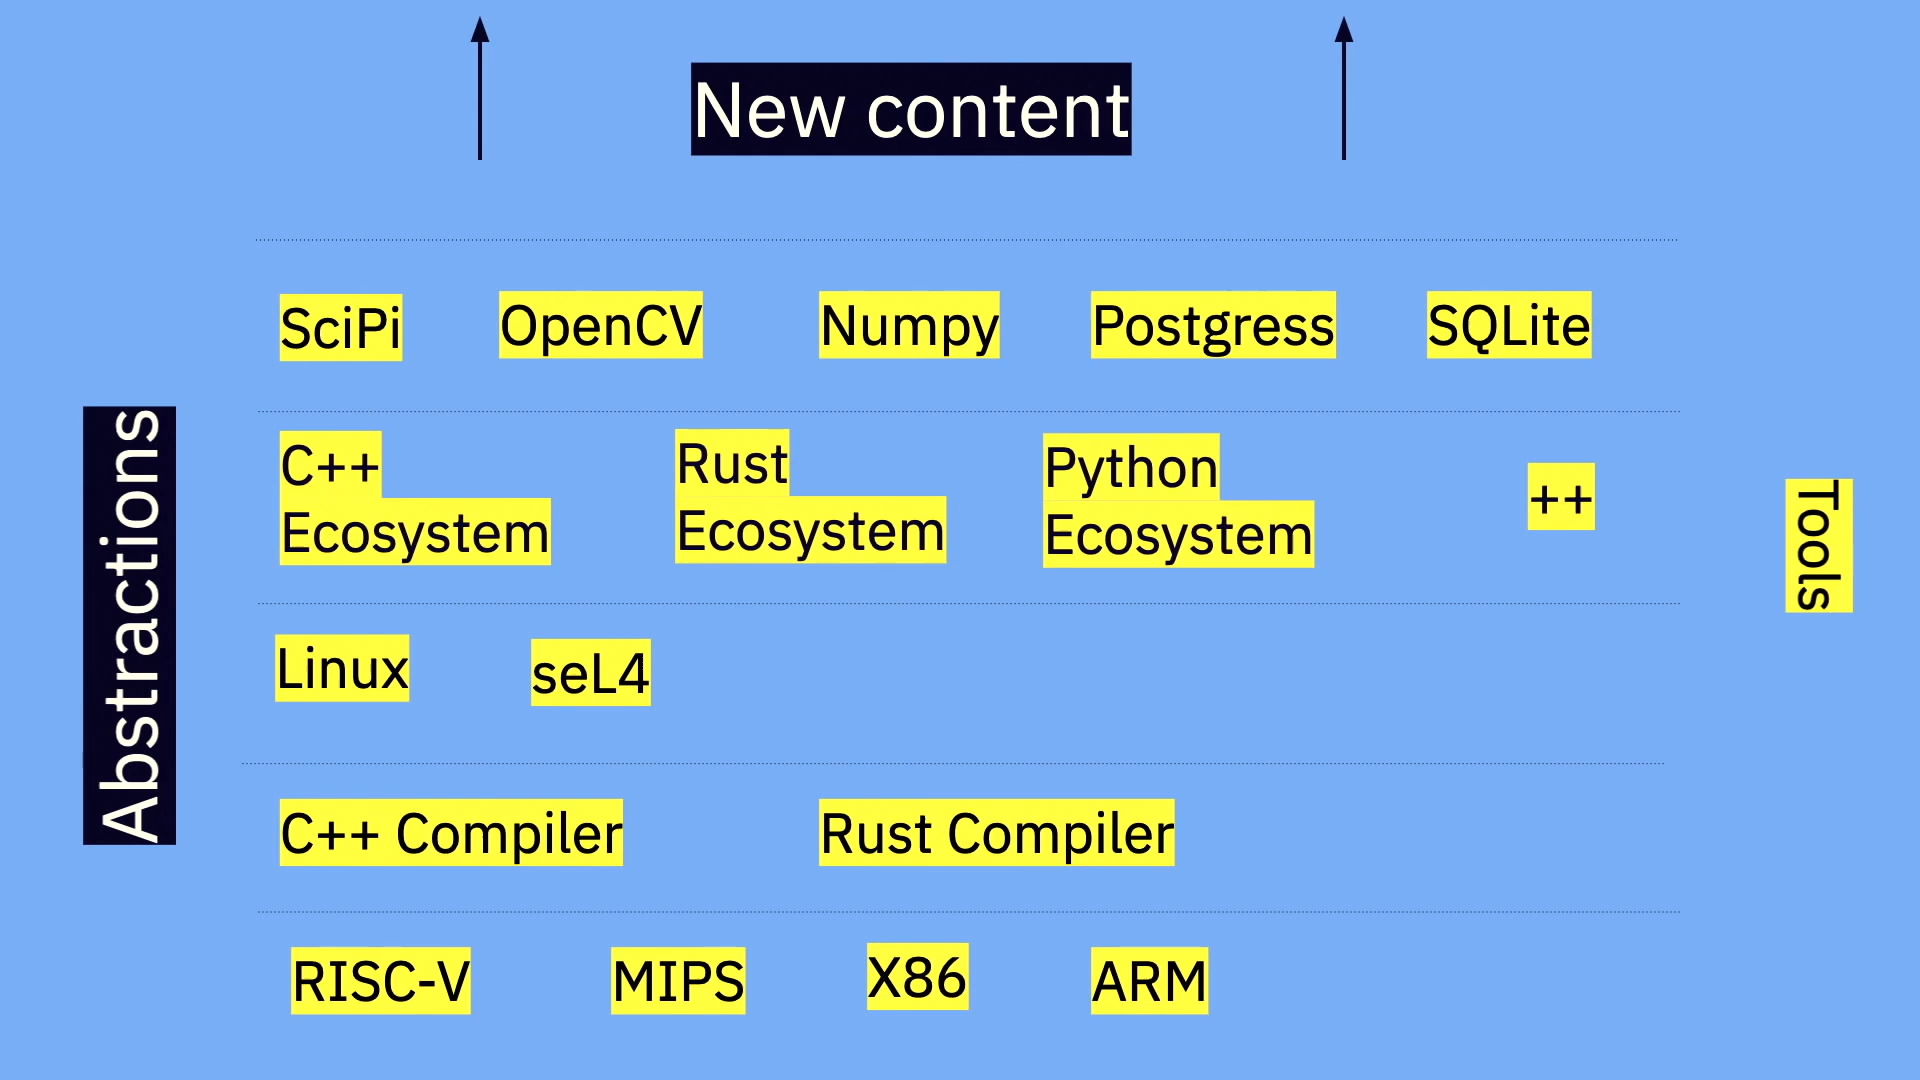 New content
SciPi
OpenCV
Numpy
Postgress
SQLite
Abstractions
C++
Ecosystem
Rust
Ecosystem
Python
Ecosystem
++
Tools
Linux
seL4
C++ Compiler
Rust Compiler
RISC-V
MIPS
X86
ARM